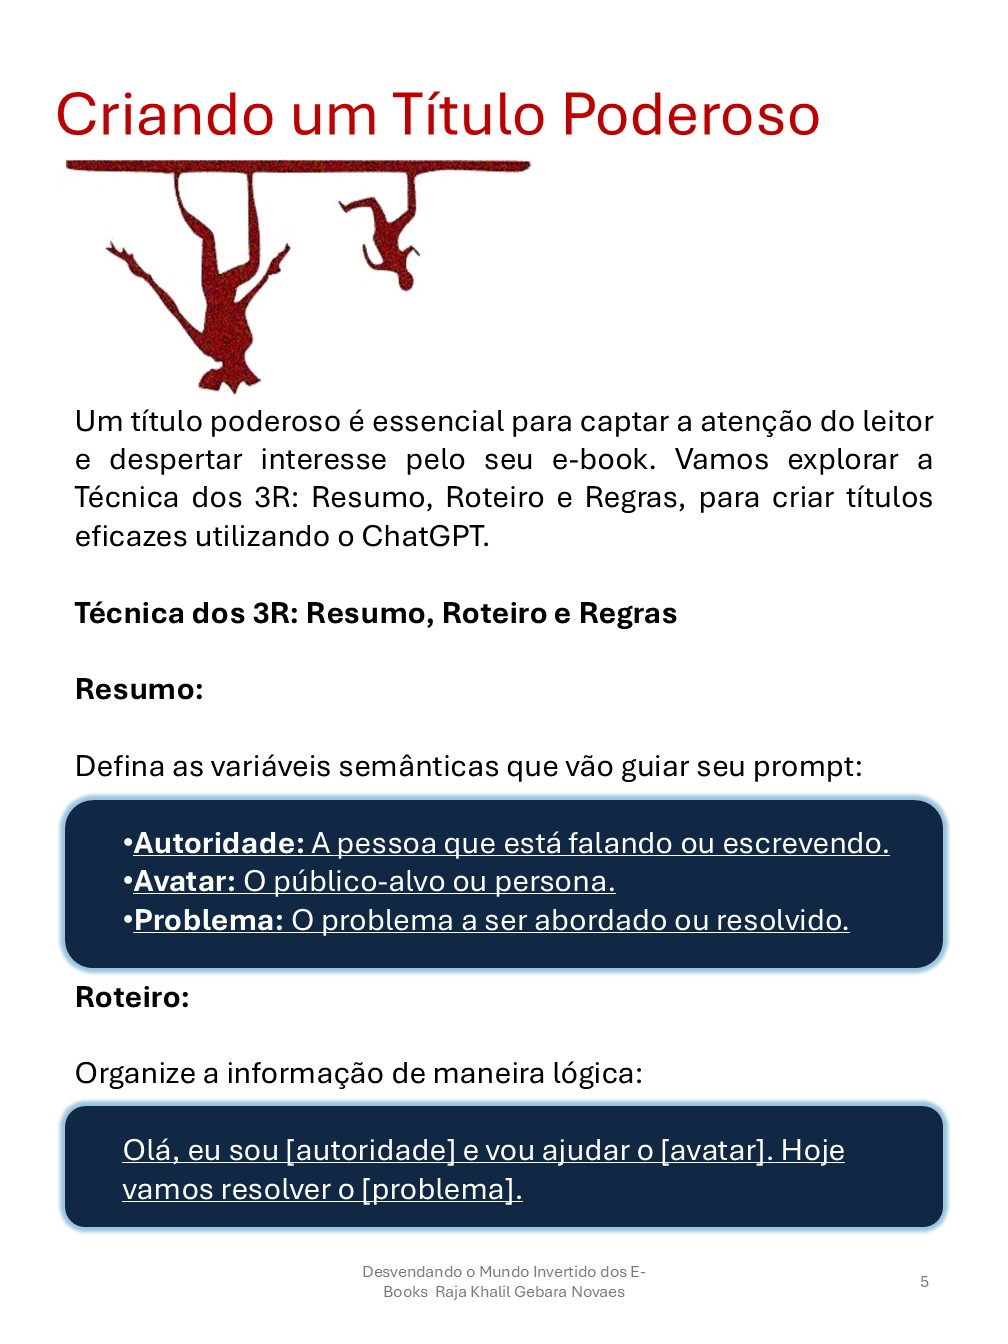 Criando um Título Poderoso
Um título poderoso é essencial para captar a atenção do leitor
e despertar interesse pelo seu e-book. Vamos explorar a
Técnica dos 3R: Resumo, Roteiro e Regras, para criar títulos
eficazes utilizando o ChatGPT.
Técnica dos 3R: Resumo, Roteiro e Regras
Resumo:
Defina as variáveis semânticas que vão guiar seu prompt:
•Autoridade: A pessoa que está falando ou escrevendo.
•Avatar: O público-alvo ou persona.
•Problema: O problema a ser abordado ou resolvido.
Roteiro:
Organize a informação de maneira lógica:
Olá, eu sou [autoridade] e vou ajudar o [avatar]. Hoje
vamos resolver o [problema].
Desvendando o Mundo Invertido dos E-
Books Raja Khalil Gebara Novaes
5